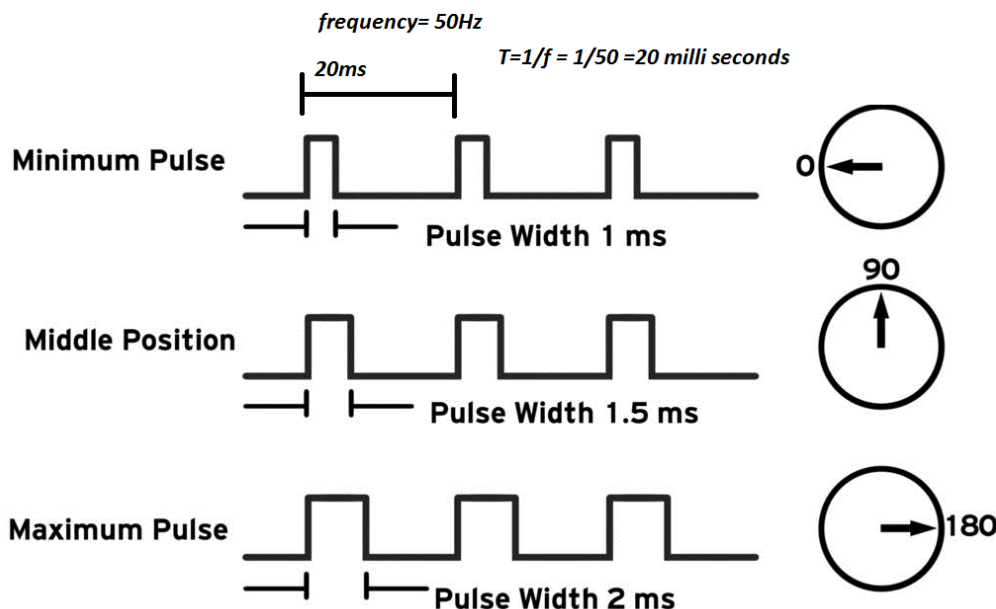 frequency= 50Hz
20ms
T=1/f = 1/50 =20 milli seconds
Minimum Pulse
0
Pulse Width 1 ms
90
Middle Position
Pulse Width 1.5 ms
Maximum Pulse
180
Pulse Width 2 ms